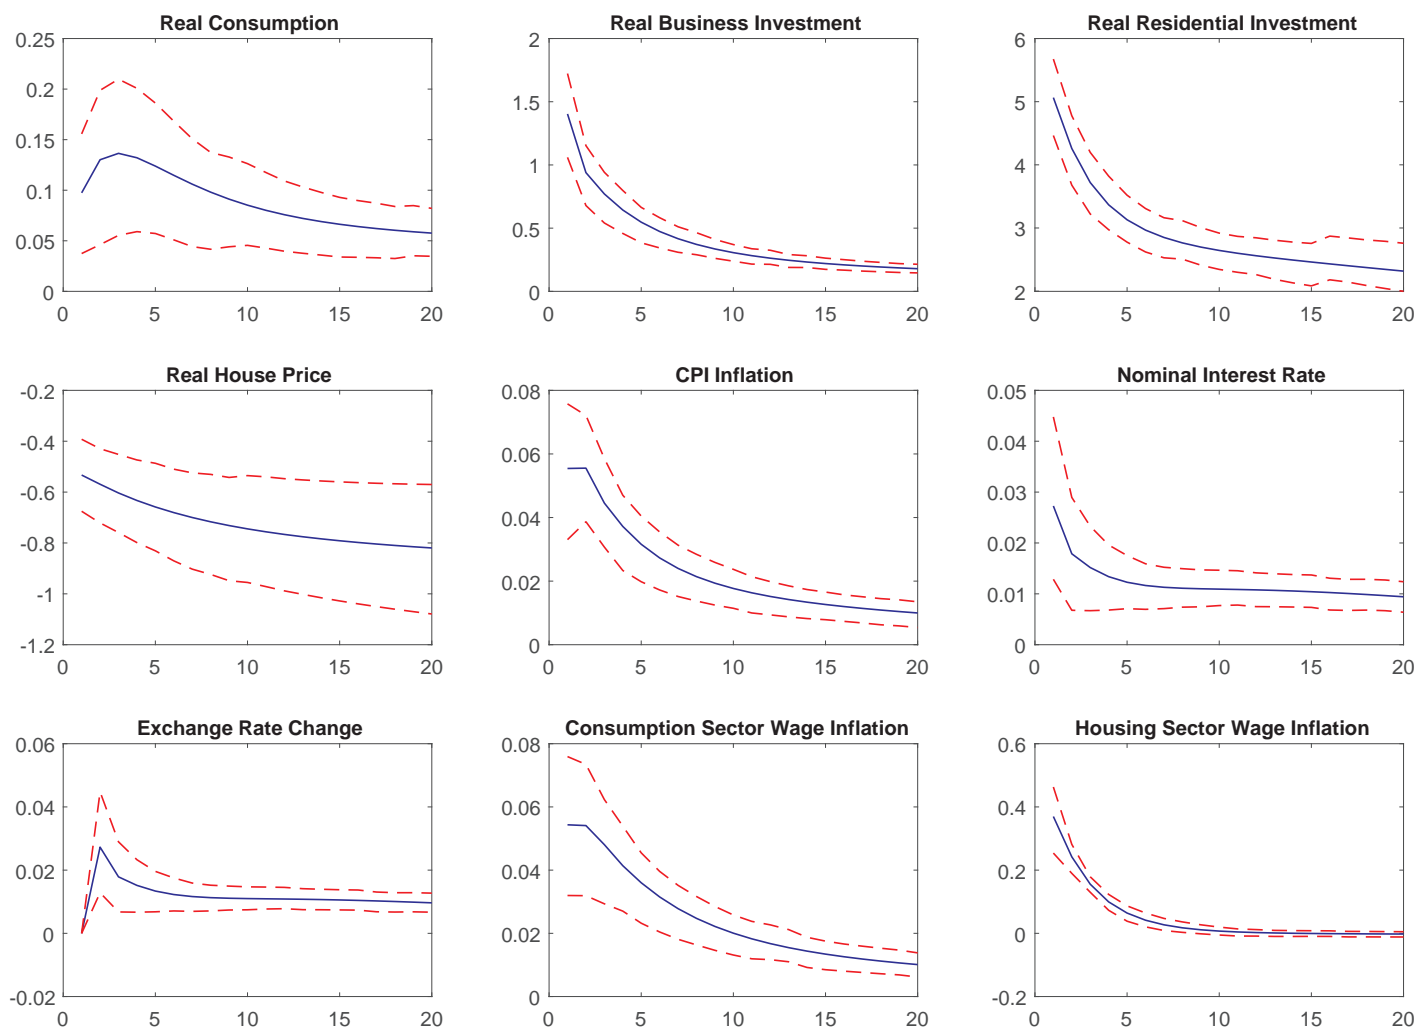 Real Consumption
0.25
0.2
0.15
0.1
0.05
0
0 5 10 15 20
Real Business Investment
2
1.5
1
0.5
0
0 5 10 15 20
Real Residential Investment
6
5
4
3
2
0 5 10 15 20
Real House Price
-0.2
-0.4
-0.6
-0.8
-1
-1.2
0 5 10 15 20
CPI Inflation
0.08
0.06
0.04
0.02
0
0 5 10 15 20
Nominal Interest Rate
0.05
0.04
0.03
0.02
0.01
0
0 5 10 15 20
Exchange Rate Change
0.06
0.04
0.02
0
-0.02
0 5 10 15 20
Consumption Sector Wage Inflation
0.08
0.06
0.04
0.02
0
0 5 10 15 20
Housing Sector Wage Inflation
0.6
0.4
0.2
0
-0.2
0 5 10 15 20